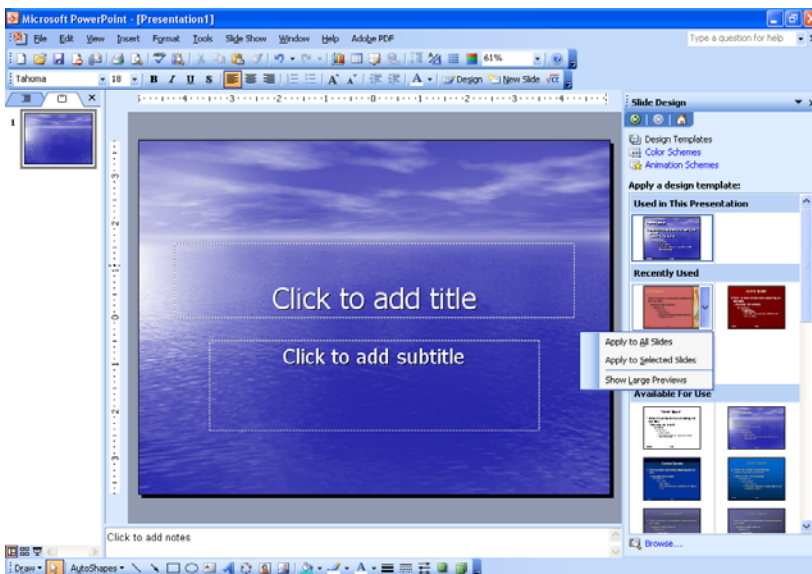 Microsoft PowerPoint - [Presentation1]
File Edit View Insert Format Tools Slide Show Window Help Adobe PDF
Type a question for help
61%
Tahoma 18 B I U S A A A Design New Slide
1
Slide Design
Design Templates
Color Schemes
Animation Schemes
Apply a design template:
Used in This Presentation
Recently Used
Apply to All Slides
Apply to Selected Slides
Show Large Previews
Available For Use
Browse...
Click to add title
Click to add subtitle
Click to add notes
Draw AutoShapes A